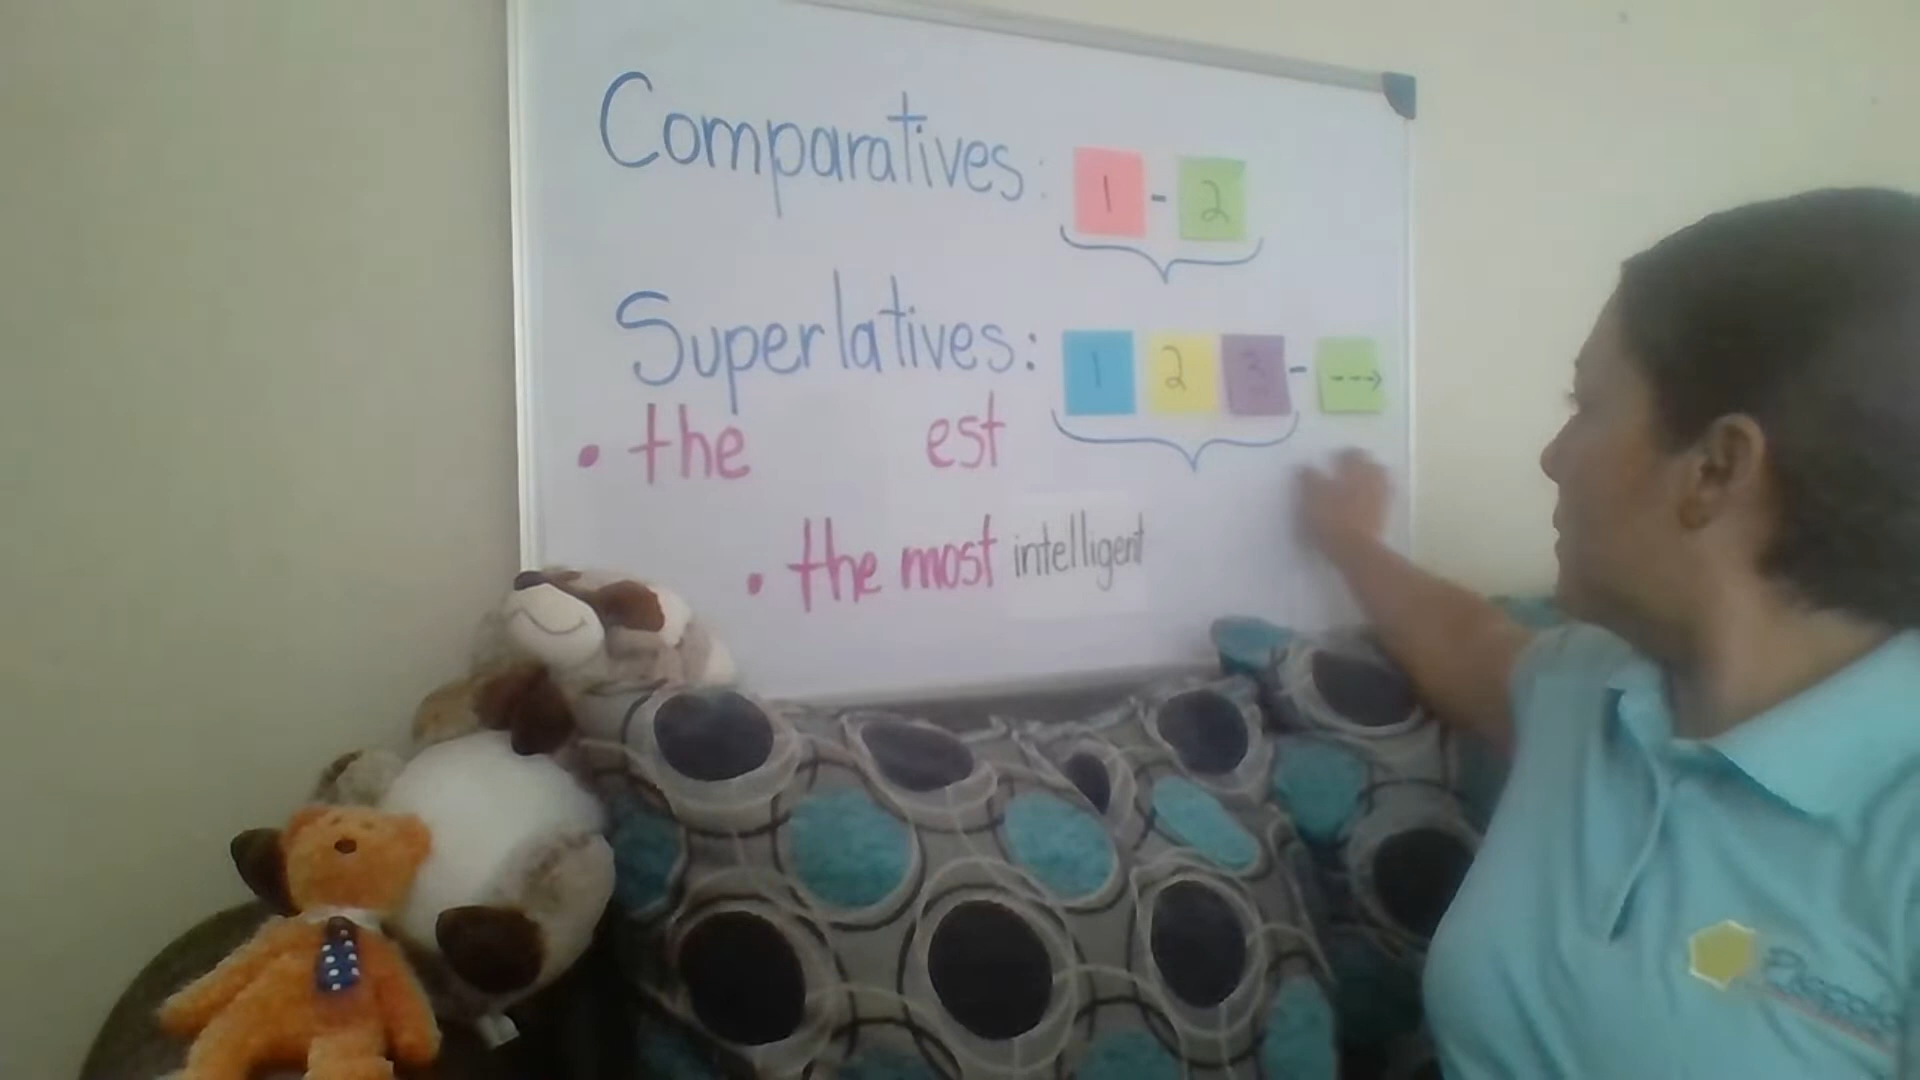 Comparatives: 1 - 2
Superlatives: 1 2 3 - --->
• the est
• the most intelligent